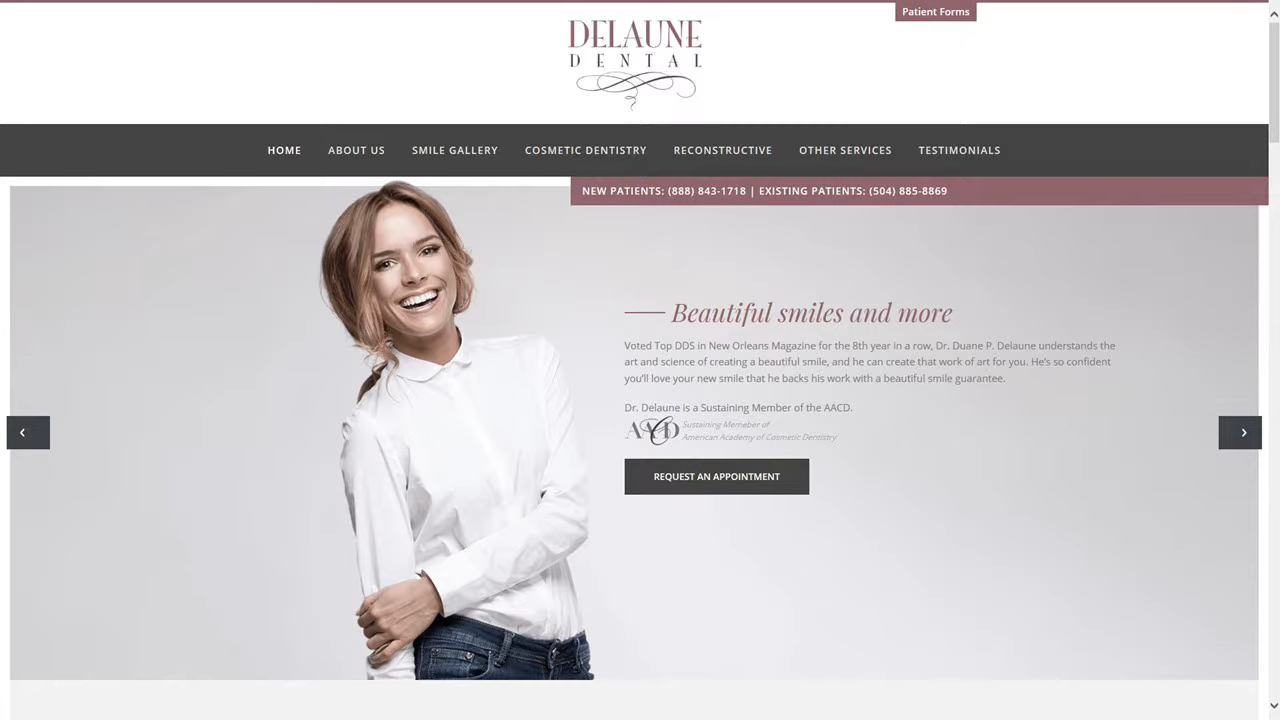 Patient Forms
DELAUNE
DENTAL
HOME ABOUT US SMILE GALLERY COSMETIC DENTISTRY RECONSTRUCTIVE OTHER SERVICES TESTIMONIALS
NEW PATIENTS: (888) 843-1718 | EXISTING PATIENTS: (504) 885-8869
Beautiful smiles and more
Voted Top DDS in New Orleans Magazine for the 8th year in a row, Dr. Duane P. Delaune understands the
art and science of creating a beautiful smile, and he can create that work of art for you. He's so confident
you'll love your new smile that he backs his work with a beautiful smile guarantee.
Dr. Delaune is a Sustaining Member of the AACD.
AACD Sustaining Memeber of
American Academy of Cosmetic Dentistry
REQUEST AN APPOINTMENT